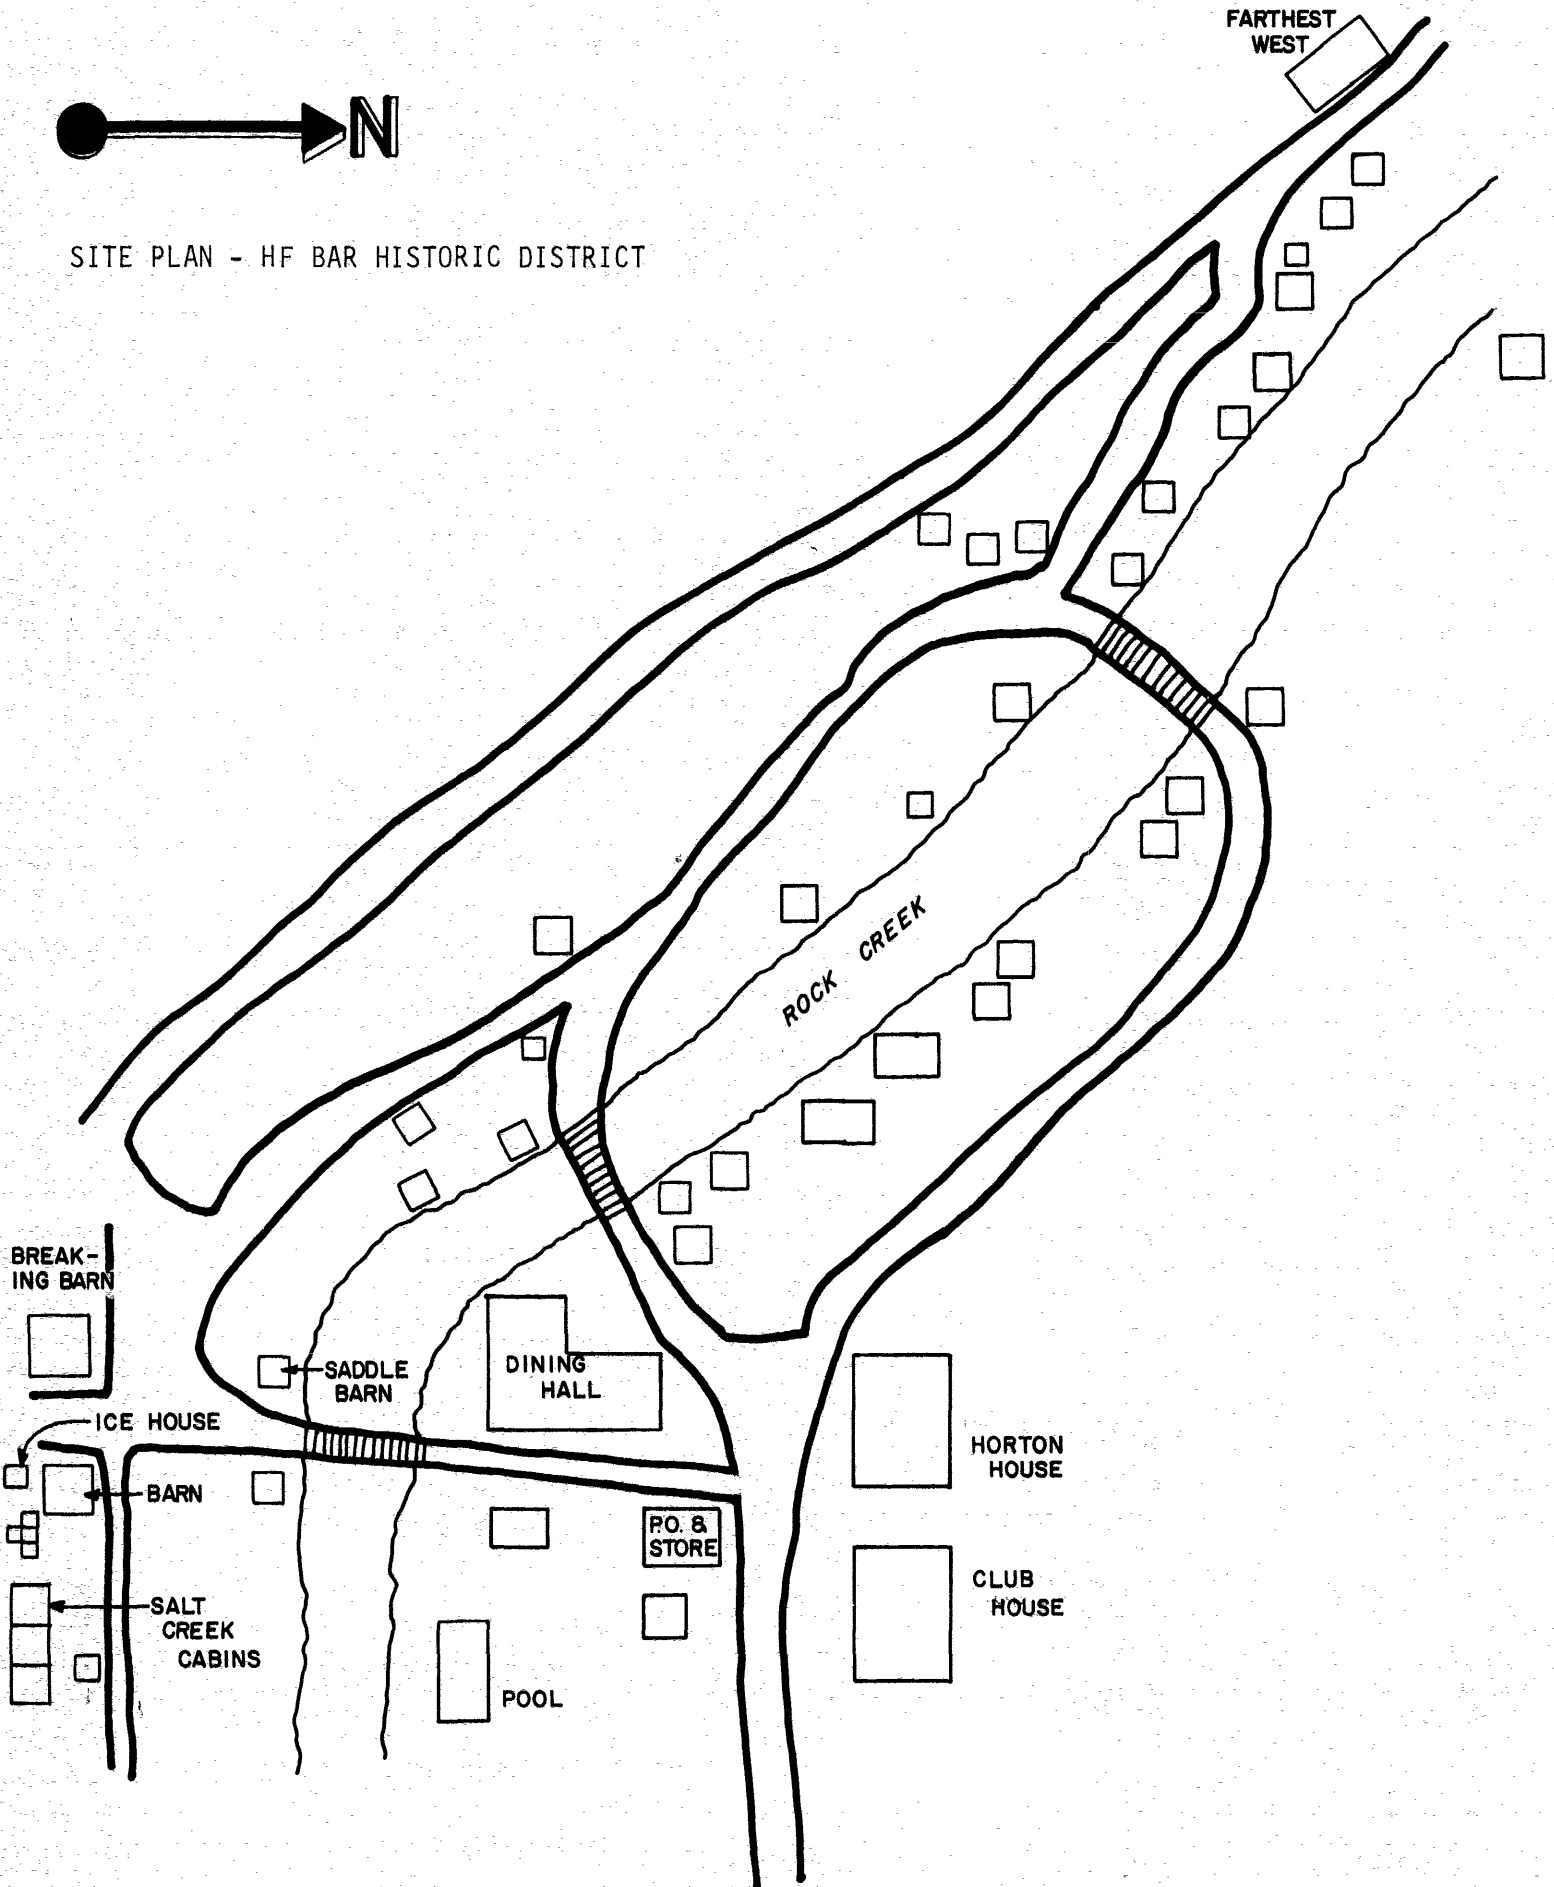 FARTHEST
WEST
N
SITE PLAN - HF BAR HISTORIC DISTRICT
ROCK CREEK
BREAK-
ING BARN
SADDLE
BARN
DINING
HALL
ICE HOUSE
HORTON
HOUSE
BARN
P.O. &
STORE
CLUB
HOUSE
SALT
CREEK
CABINS
POOL